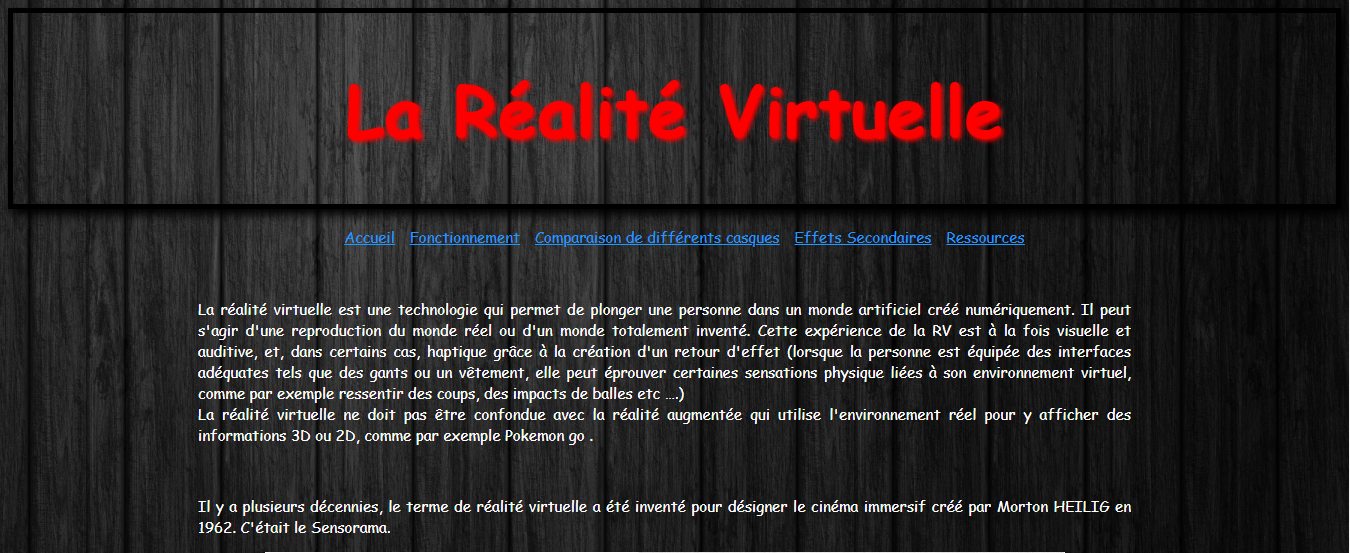 La Réalité Virtuelle
Accueil Fonctionnement Comparaison de différents casques Effets Secondaires Ressources
La réalité virtuelle est une technologie qui permet de plonger une personne dans un monde artificiel créé numériquement. Il peut
s'agir d'une reproduction du monde réel ou d'un monde totalement inventé. Cette expérience de la RV est à la fois visuelle et
auditive, et, dans certains cas, haptique grâce à la création d'un retour d'effet (lorsque la personne est équipée des interfaces
adéquates tels que des gants ou un vêtement, elle peut éprouver certaines sensations physique liées à son environnement virtuel,
comme par exemple ressentir des coups, des impacts de balles etc ....)
La réalité virtuelle ne doit pas être confondue avec la réalité augmentée qui utilise l'environnement réel pour y afficher des
informations 3D ou 2D, comme par exemple Pokemon go .
Il y a plusieurs décennies, le terme de réalité virtuelle a été inventé pour désigner le cinéma immersif créé par Morton HEILIG en
1962. C'était le Sensorama.